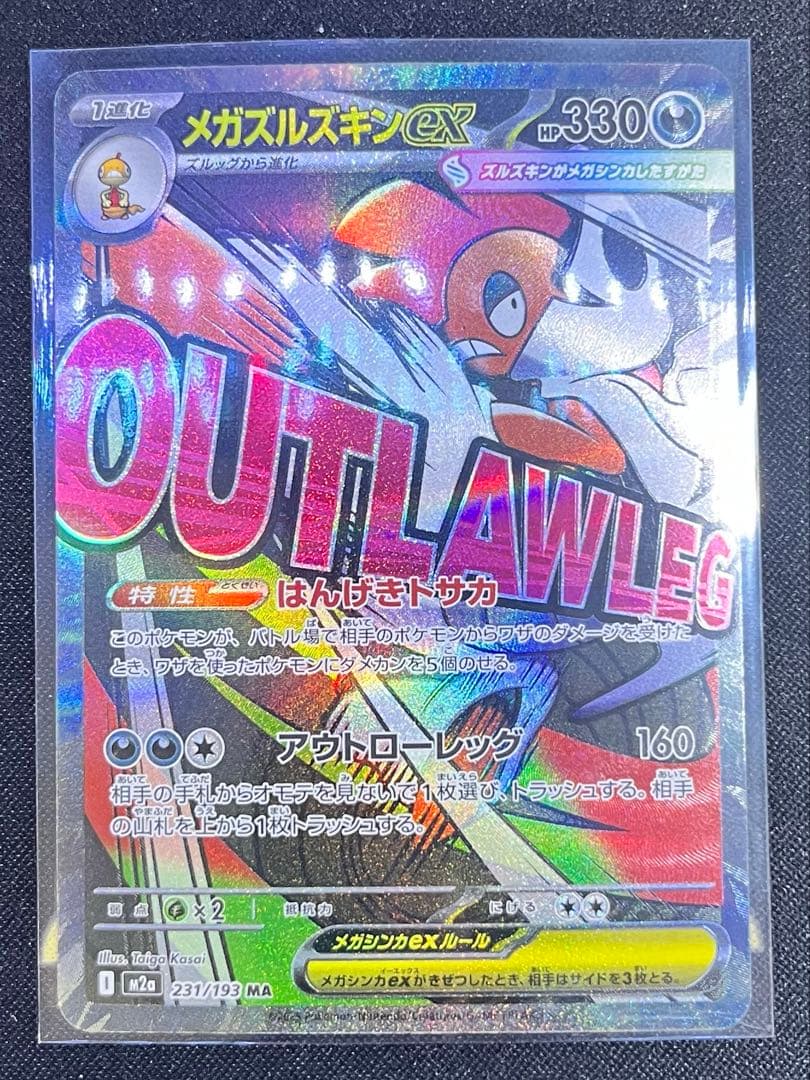 1進化
メガズルズキンex
HP330
ズルッグから進化
ズルズキンがメガシンカしたすがた
OUTLAWLEG
特性
とくせい
はんげきトサカ
このポケモンが、バトル場で相手のポケモンからワザのダメージを受けた
とき、ワザを使ったポケモンにダメカンを5個のせる。
アウトローレッグ 160
相手の手札からオモテを見ないで1枚選び、トラッシュする。相手
の山札を上から1枚トラッシュする。
弱点 ×2 抵抗力 にげる
メガシンカexルール
メガシンカexがきぜつしたとき、相手はサイドを3枚とる。
Illus. Taiga Kasai
I M2a 231/193 MA
©2025 Pokémon/Nintendo/Creatures/GAME FREAK